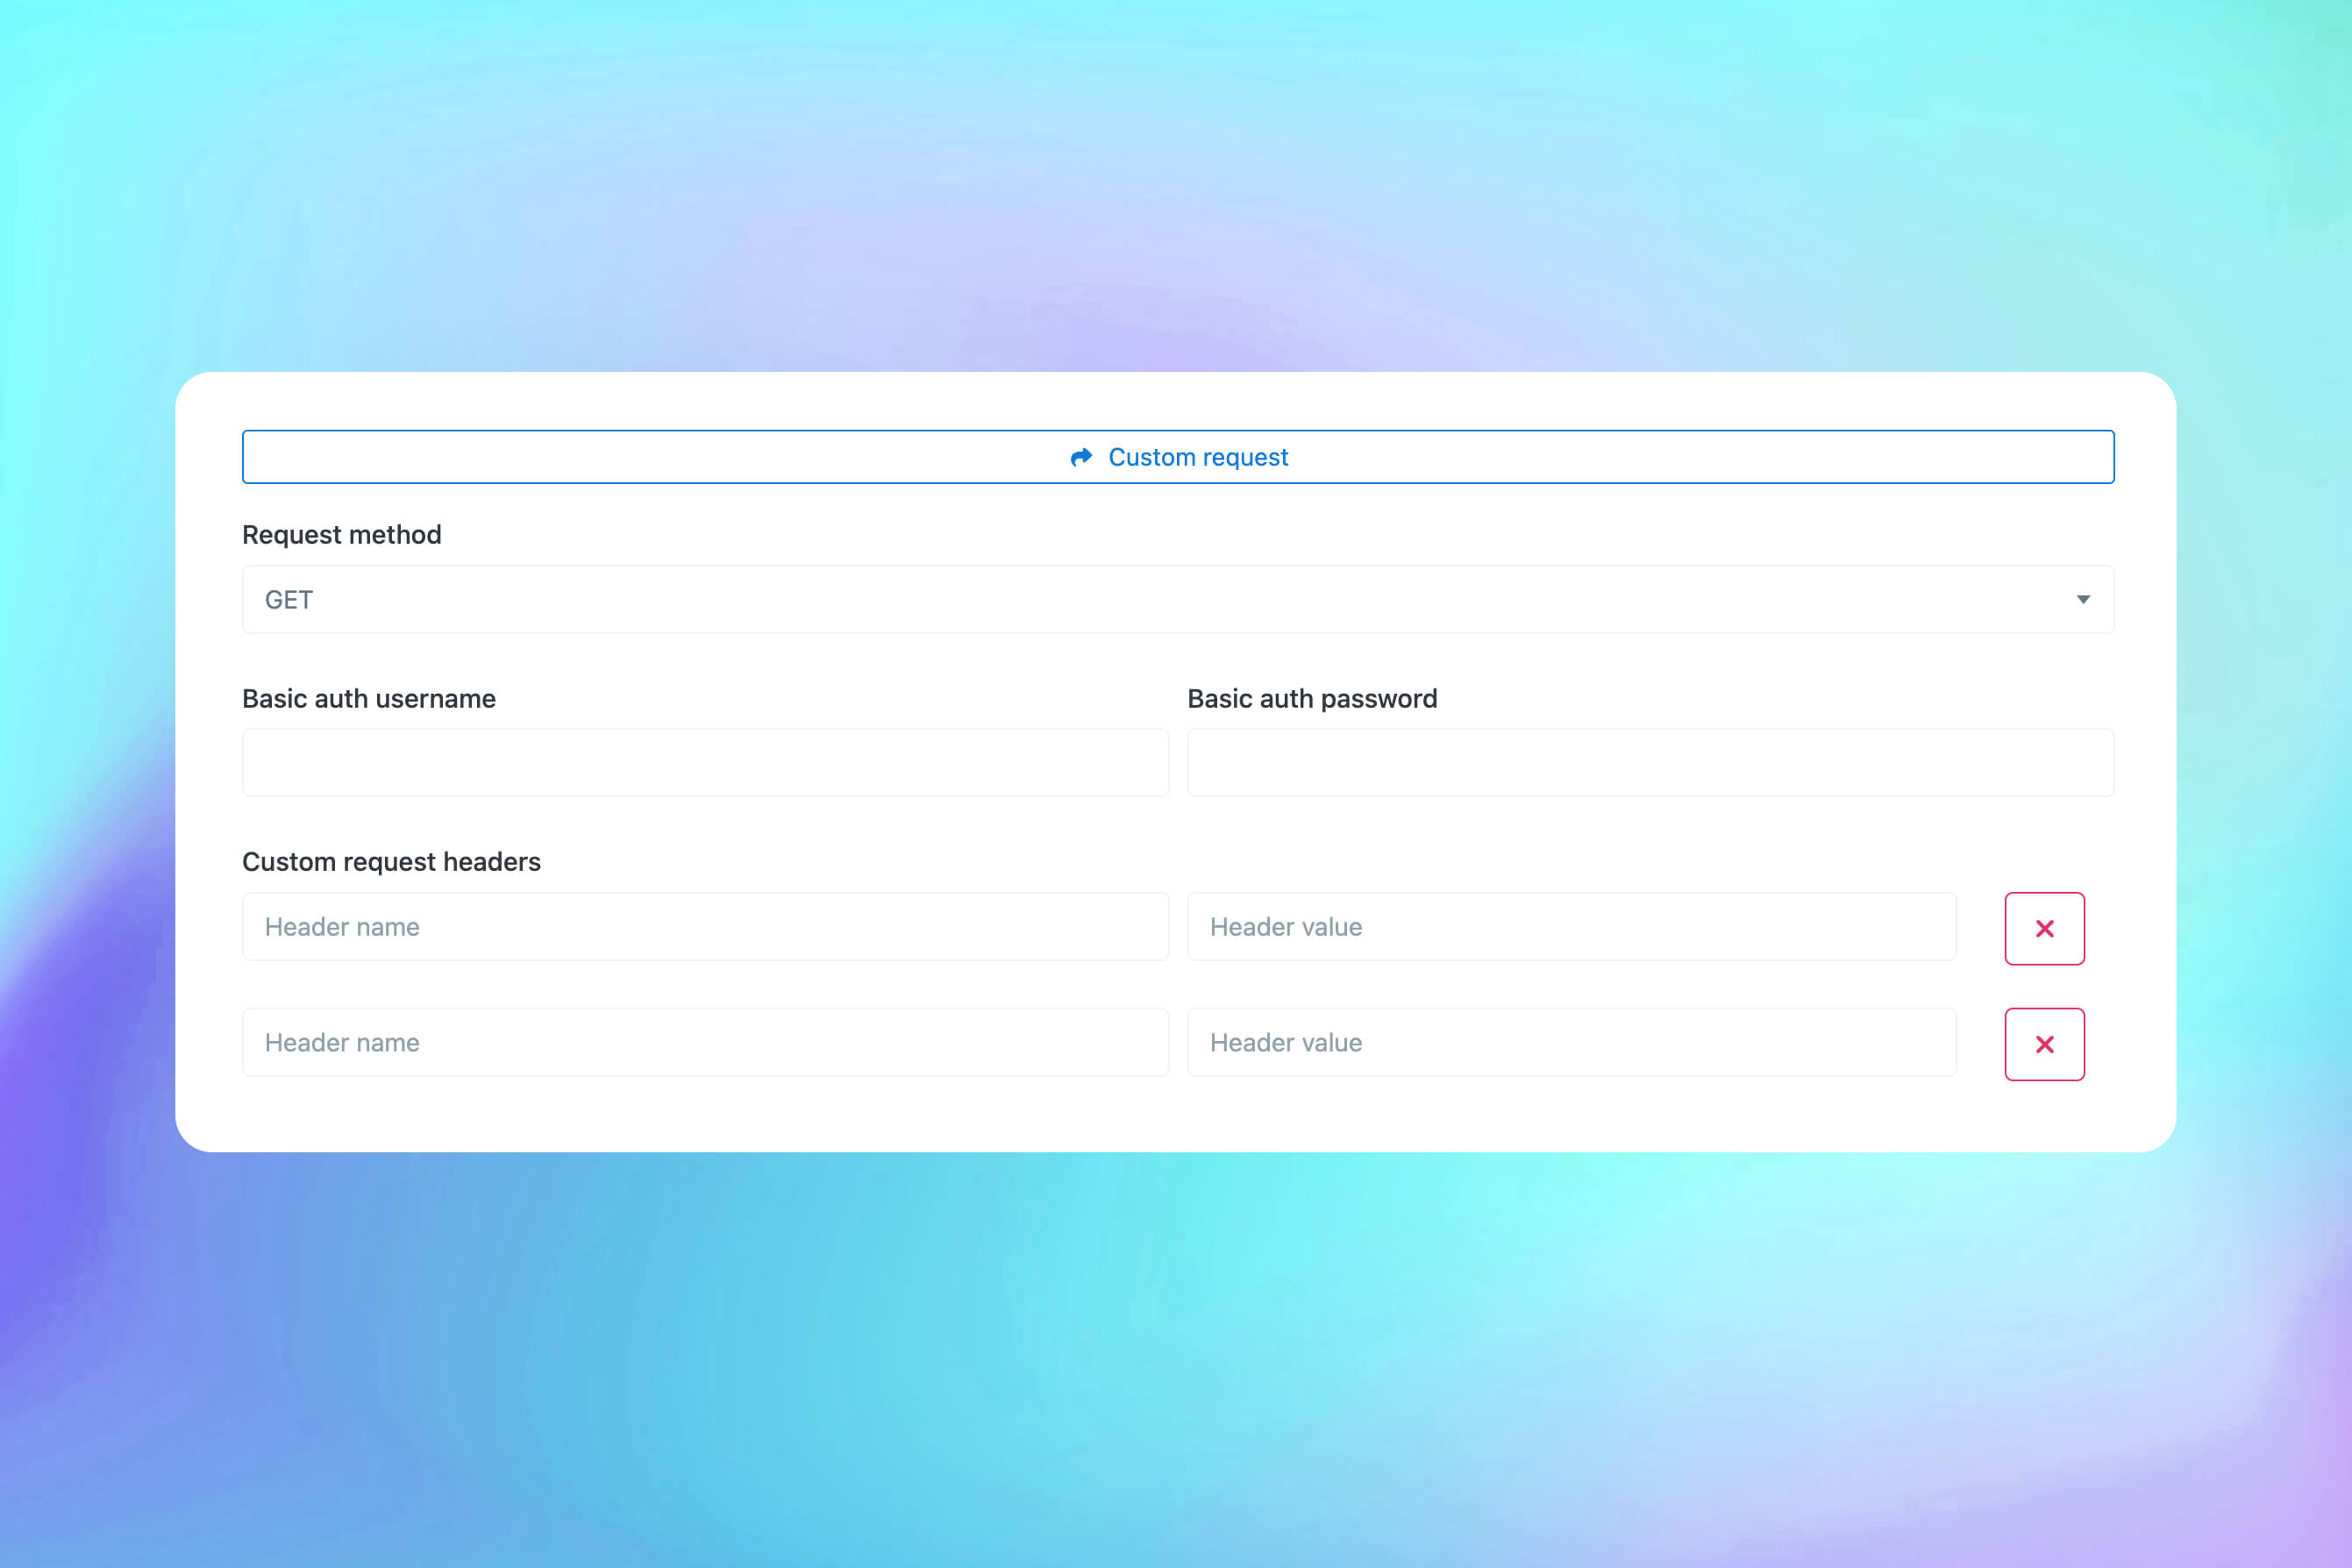 Custom request
Request method
GET
Basic auth username
Basic auth password
Custom request headers
Header name
Header value
Header name
Header value